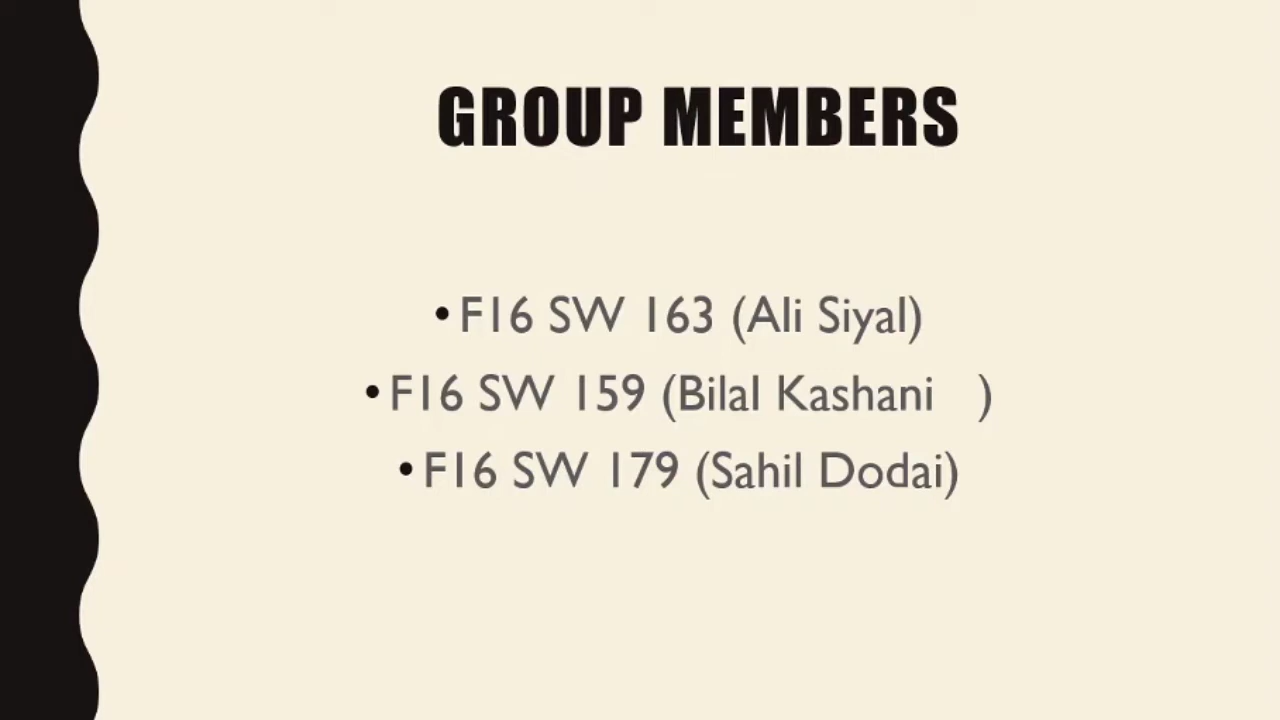 GROUP MEMBERS
• F16 SW 163 (Ali Siyal)
• F16 SW 159 (Bilal Kashani   )
• F16 SW 179 (Sahil Dodai)